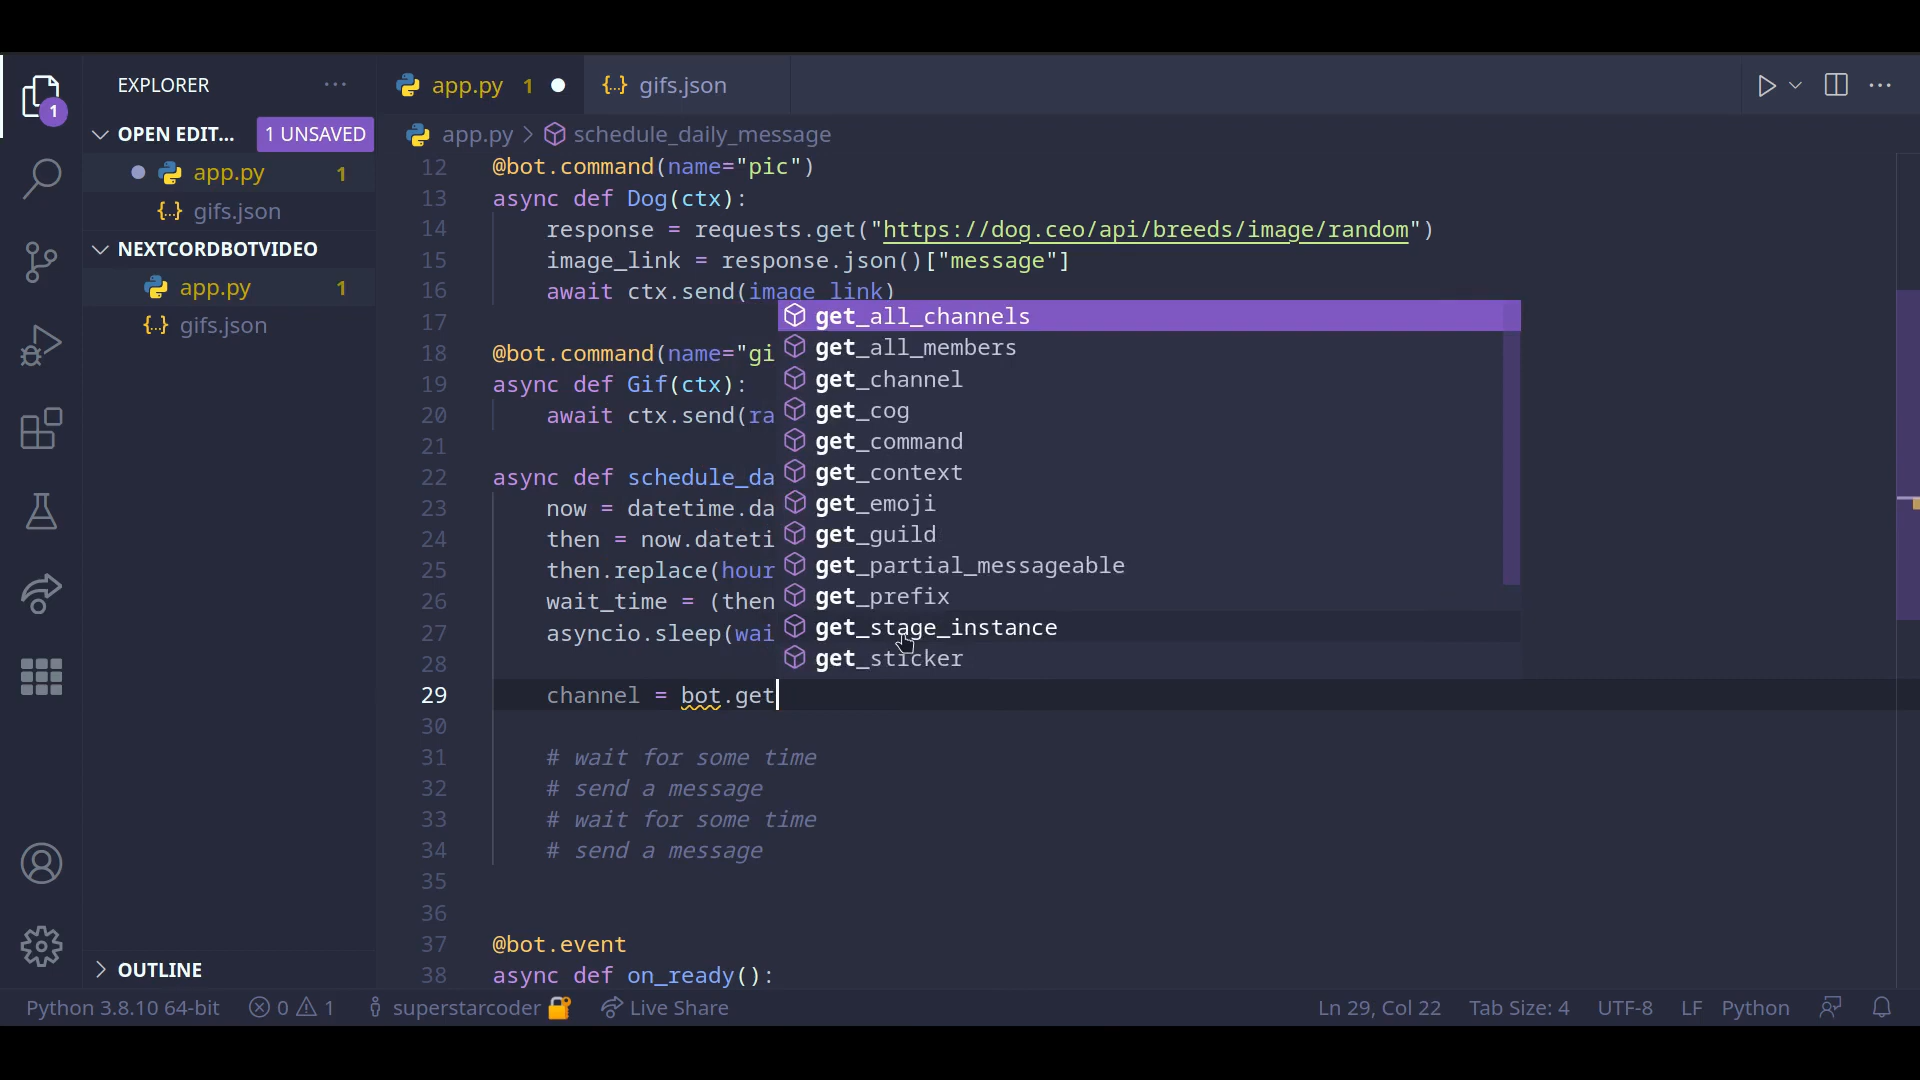 EXPLORER
OPEN EDIT... 1 UNSAVED
app.py 1
gifs.json
NEXTCORDBOTVIDEO
app.py 1
gifs.json
OUTLINE
1
app.py 1
gifs.json
app.py > schedule_daily_message
12 @bot.command(name="pic")
13 async def Dog(ctx):
14 response = requests.get("https://dog.ceo/api/breeds/image/random")
15 image_link = response.json()["message"]
16 await ctx.send(image_link)
17
18 @bot.command(name="gi
19 async def Gif(ctx):
20 await ctx.send(ra
21
22 async def schedule_da
23 now = datetime.da
24 then = now.dateti
25 then.replace(hour
26 wait_time = (then
27 asyncio.sleep(wai
28
29 channel = bot.get
30
31 # wait for some time
32 # send a message
33 # wait for some time
34 # send a message
35
36
37 @bot.event
38 async def on_ready():
get_all_channels
get_all_members
get_channel
get_cog
get_command
get_context
get_emoji
get_guild
get_partial_messageable
get_prefix
get_stage_instance
get_sticker
Python 3.8.10 64-bit 0 1 superstarcoder Live Share Ln 29, Col 22 Tab Size: 4 UTF-8 LF Python